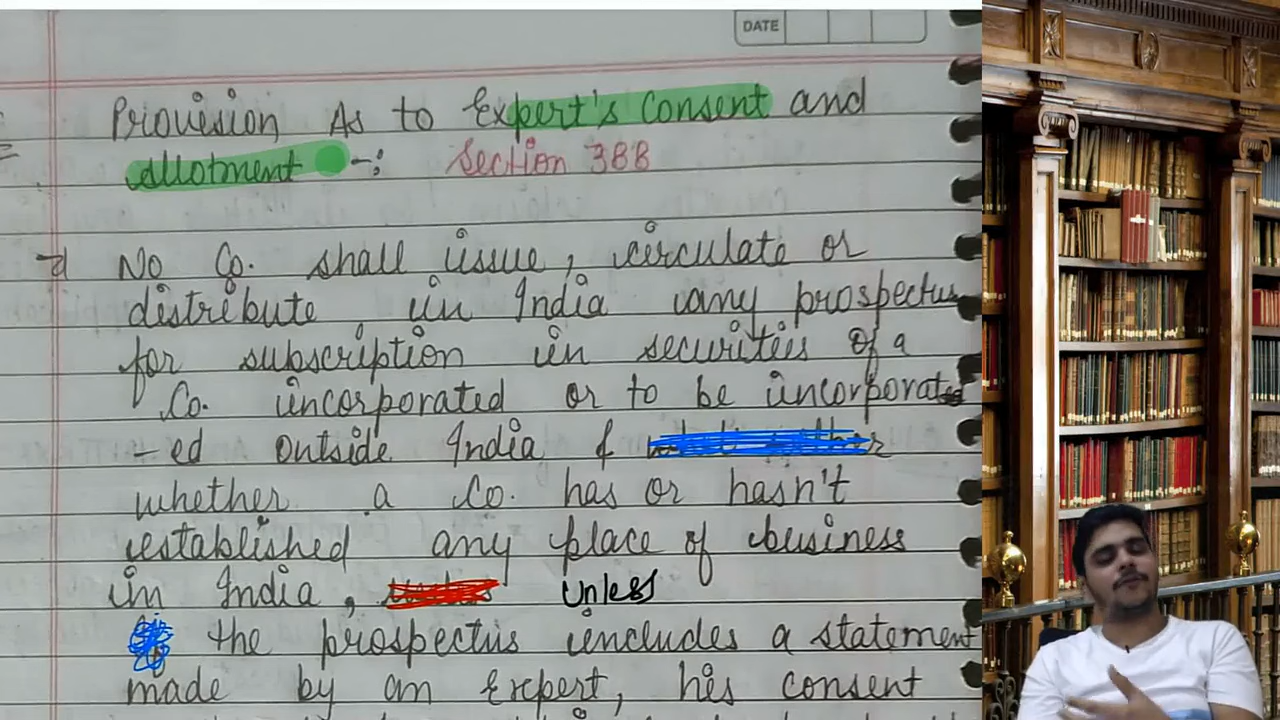 DATE
Provision As to Expert's Consent and
allotment -: Section 388
No Co. shall issue, circulate or
distribute, in India any prospectus
for subscription in securities of a
Co. incorporated or to be incorporat
-ed outside India &
whether a Co. has or hasn't
established any place of business
in India, unless
the prospectus includes a statement
made by an Expert, his consent